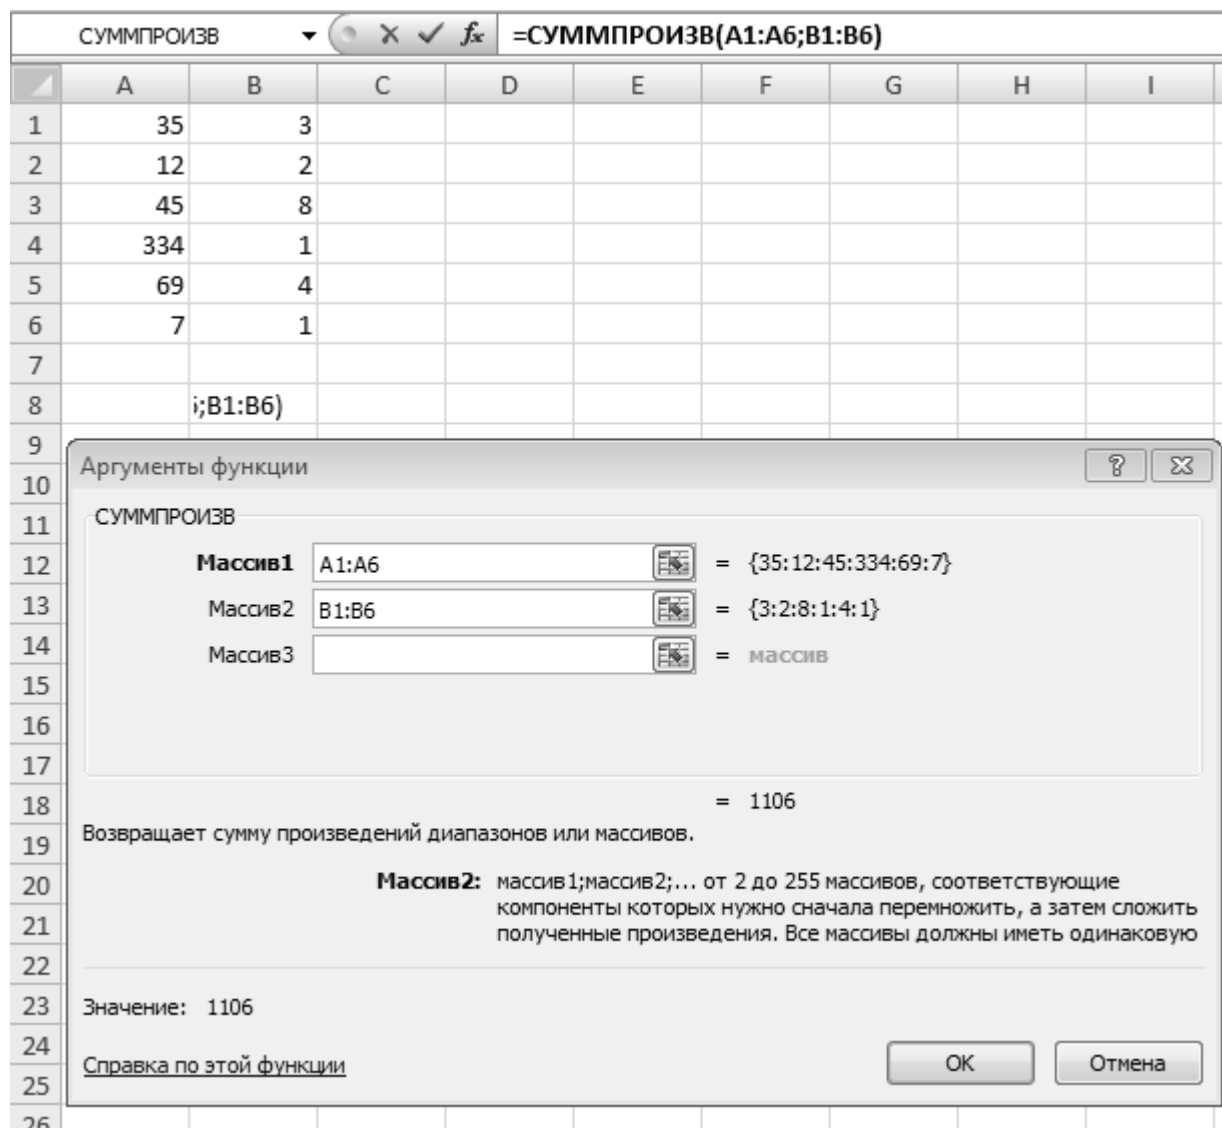 СУММПРОИЗВ fx =СУММПРОИЗВ(A1:A6;B1:B6)
A B C D E F G H I
1 35 3
2 12 2
3 45 8
4 334 1
5 69 4
6 7 1
7
8 ;B1:B6)
9
Аргументы функции
10
11 СУММПРОИЗВ
12 Массив1 A1:A6 = {35:12:45:334:69:7}
13 Массив2 B1:B6 = {3:2:8:1:4:1}
14 Массив3 = массив
15
16
17
18 = 1106
19 Возвращает сумму произведений диапазонов или массивов.
20 Массив2: массив1;массив2;... от 2 до 255 массивов, соответствующие
компоненты которых нужно сначала перемножить, а затем сложить
21 полученные произведения. Все массивы должны иметь одинаковую
22
23 Значение: 1106
24 Справка по этой функции OK Отмена
25
26